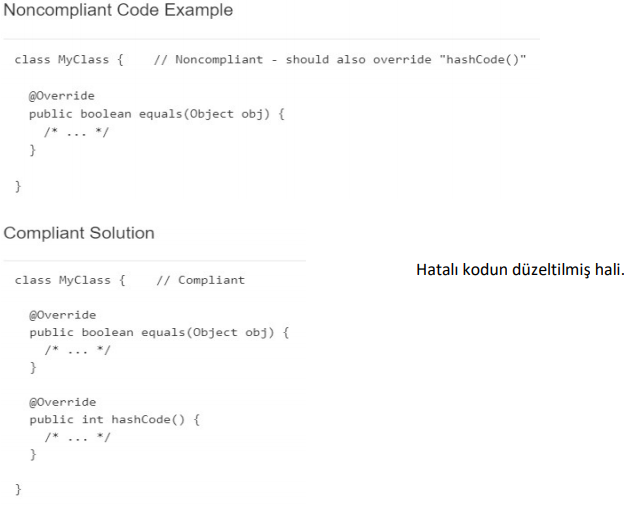 Noncompliant Code Example
class MyClass {    // Noncompliant - should also override "hashCode()"
  @Override
  public boolean equals(Object obj) {
    /* ... */
  }
}
Compliant Solution
class MyClass {    // Compliant
  @Override
  public boolean equals(Object obj) {
    /* ... */
  }
  @Override
  public int hashCode() {
    /* ... */
  }
}
Hatalı kodun düzeltilmiş hali.